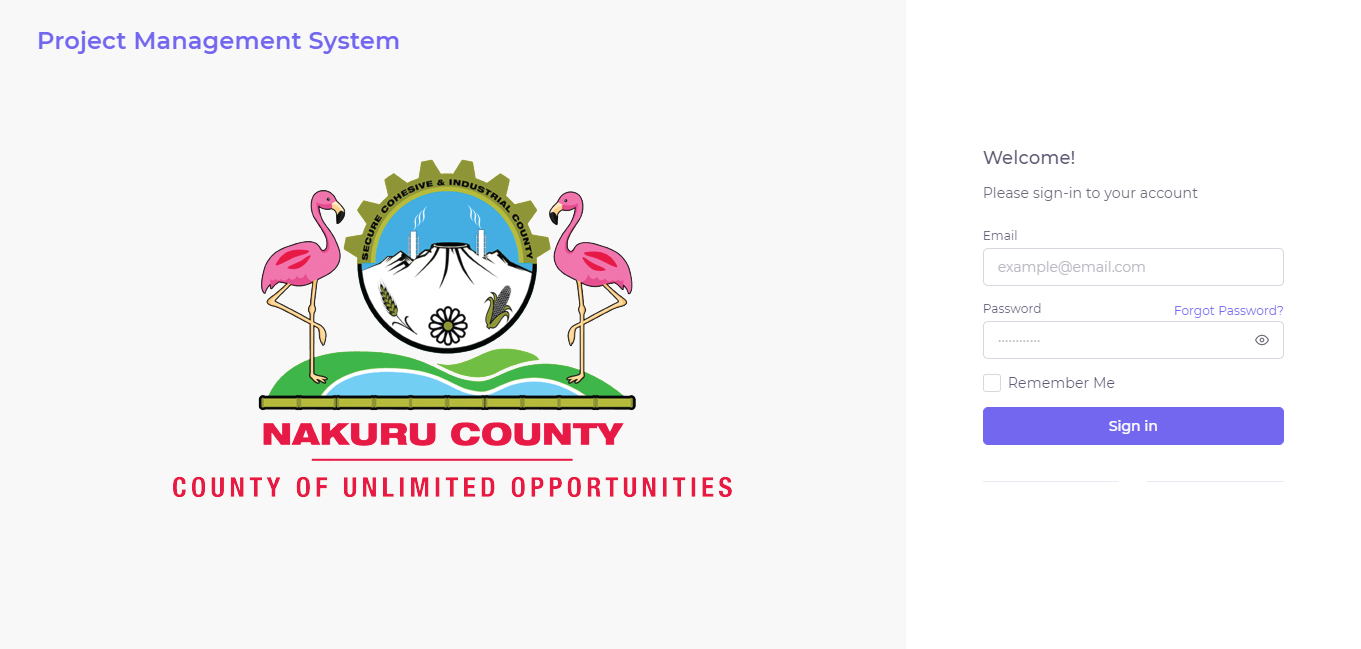 Project Management System
SECURE COHESIVE & INDUSTRIAL COUNTY
NAKURU COUNTY
COUNTY OF UNLIMITED OPPORTUNITIES
Welcome!
Please sign-in to your account
Email
example@email.com
Password Forgot Password?
············
Remember Me
Sign in